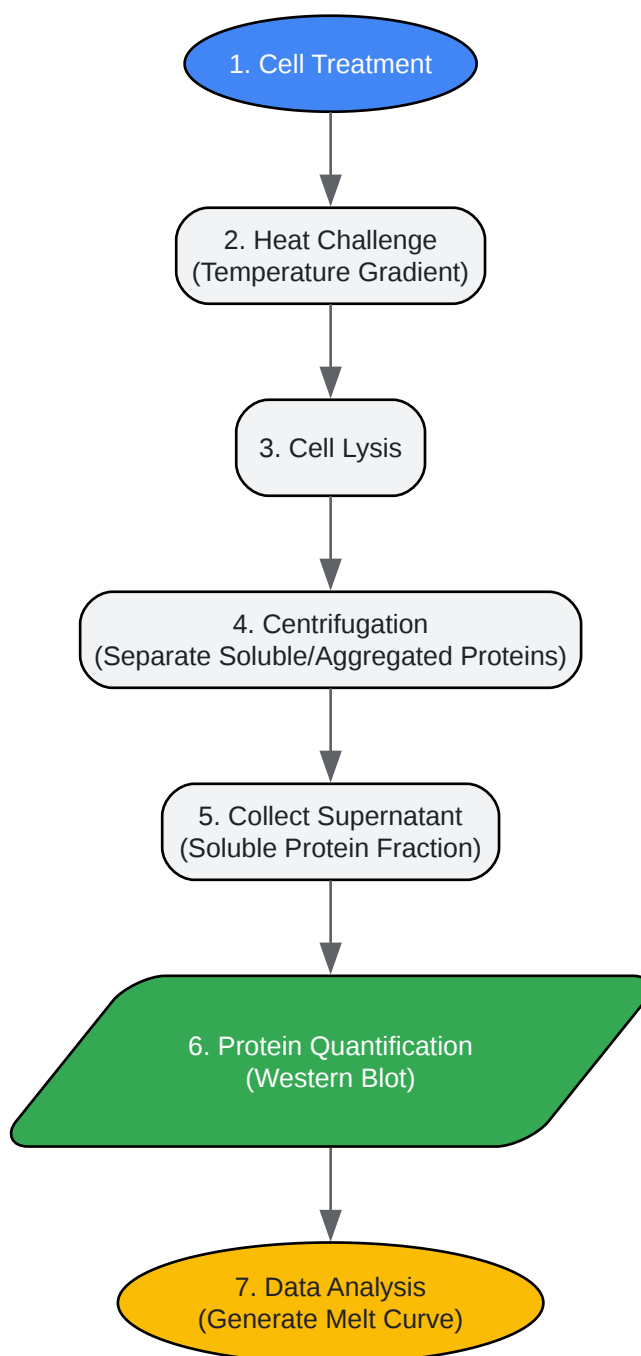 1. Cell Treatment
2. Heat Challenge
(Temperature Gradient)
3. Cell Lysis
4. Centrifugation
(Separate Soluble/Aggregated Proteins)
5. Collect Supernatant
(Soluble Protein Fraction)
6. Protein Quantification
(Western Blot)
7. Data Analysis
(Generate Melt Curve)